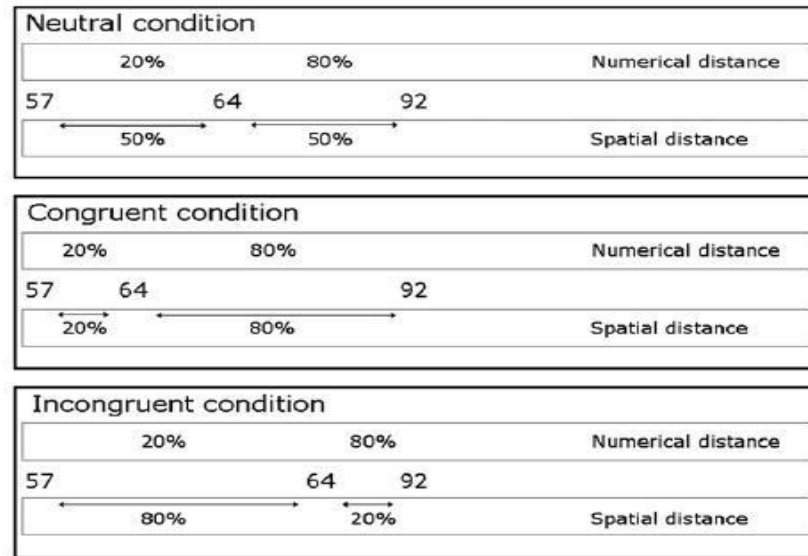 Neutral condition
20% 80% Numerical distance
57 64 92
50% 50% Spatial distance
Congruent condition
20% 80% Numerical distance
57 64 92
20% 80% Spatial distance
Incongruent condition
20% 80% Numerical distance
57 64 92
80% 20% Spatial distance